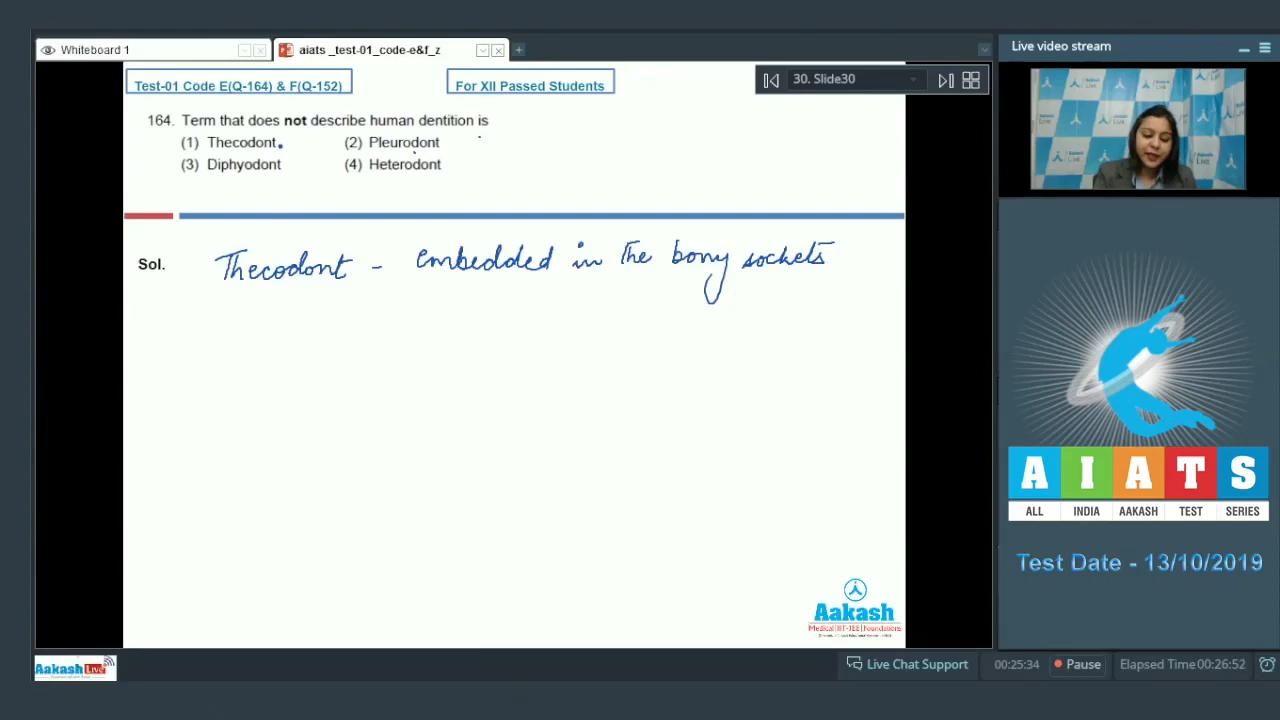 Whiteboard 1
aiats _test-01_code-e&f_z
Live video stream
Test-01 Code E(Q-164) & F(Q-152)
For XII Passed Students
30. Slide30
164. Term that does not describe human dentition is
(1) Thecodont (2) Pleurodont
(3) Diphyodont (4) Heterodont
Sol. Thecodont - embedded in the bony sockets
A I A T S
ALL INDIA AAKASH TEST SERIES
Test Date - 13/10/2019
Aakash
Medical|IIT-JEE|Foundations
Aakash Live
Live Chat Support
00:25:34
Pause
Elapsed Time 00:26:52